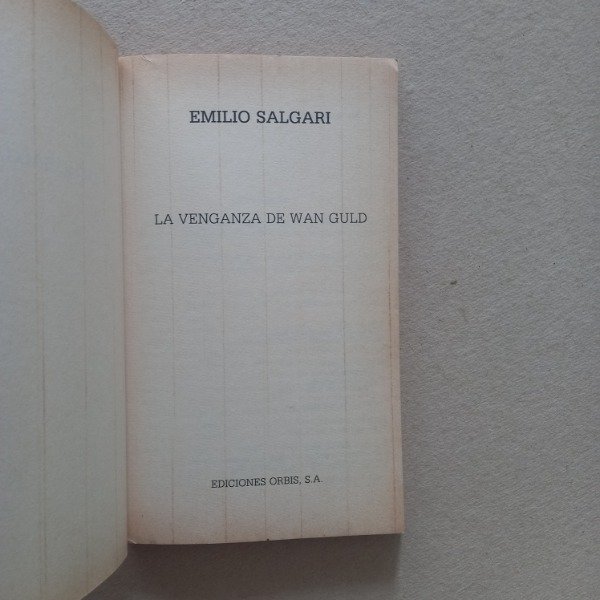 EMILIO SALGARI
LA VENGANZA DE WAN GULD
EDICIONES ORBIS, S.A.